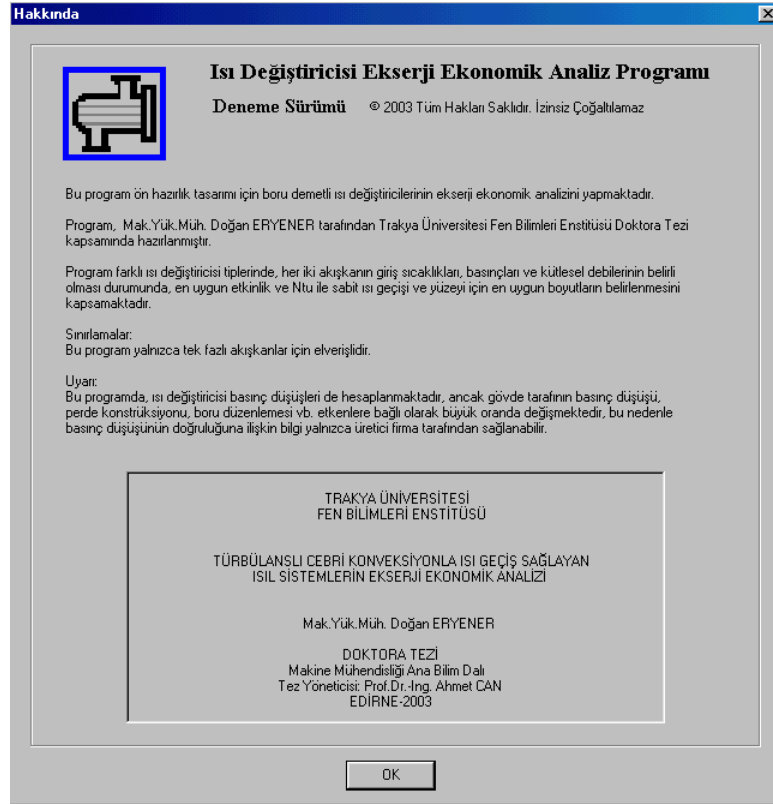 Hakkında
Isı Değiştiricisi Ekserji Ekonomik Analiz Programı
Deneme Sürümü © 2003 Tüm Hakları Saklıdır. İzinsiz Çoğaltılamaz
Bu program ön hazırlık tasarımı için boru demetli ısı değiştiricilerinin ekserji ekonomik analizini yapmaktadır.
Program, Mak.Yük.Müh. Doğan ERYENER tarafından Trakya Üniversitesi Fen Bilimleri Enstitüsü Doktora Tezi
kapsamında hazırlanmıştır.
Program farklı ısı değiştiricisi tiplerinde, her iki akışkanın giriş sıcaklıkları, basınçları ve kütlesel debilerinin belirli
olması durumunda, en uygun etkinlik ve Ntu ile sabit ısı geçişi ve yüzeyi için en uygun boyutların belirlenmesini
kapsamaktadır.
Sınırlamalar:
Bu program yalnızca tek fazlı akışkanlar için elverişlidir.
Uyarı:
Bu programda, ısı değiştiricisi basınç düşüşleri de hesaplanmaktadır, ancak gövde tarafının basınç düşüşü,
perde konstrüksiyonu, boru düzenlemesi vb. etkenlere bağlı olarak büyük oranda değişmektedir, bu nedenle
basınç düşüşünün doğruluğuna ilişkin bilgi yalnızca üretici firma tarafından sağlanabilir.
TRAKYA ÜNİVERSİTESİ
FEN BİLİMLERİ ENSTİTÜSÜ
TÜRBÜLANSLI CEBRİ KONVEKSİYONLA ISI GEÇİŞ SAĞLAYAN
ISIL SİSTEMLERİN EKSERJİ EKONOMİK ANALİZİ
Mak.Yük.Müh. Doğan ERYENER
DOKTORA TEZİ
Makine Mühendisliği Ana Bilim Dalı
Tez Yöneticisi: Prof.Dr.-Ing. Ahmet CAN
EDİRNE-2003
OK